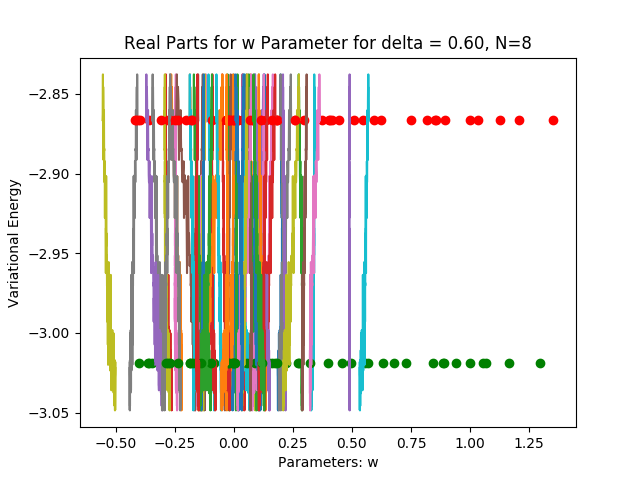 Real Parts for w Parameter for delta = 0.60, N=8
−2.85
−2.90
−2.95
−3.00
−3.05
Variational Energy
−0.50 −0.25 0.00 0.25 0.50 0.75 1.00 1.25
Parameters: w